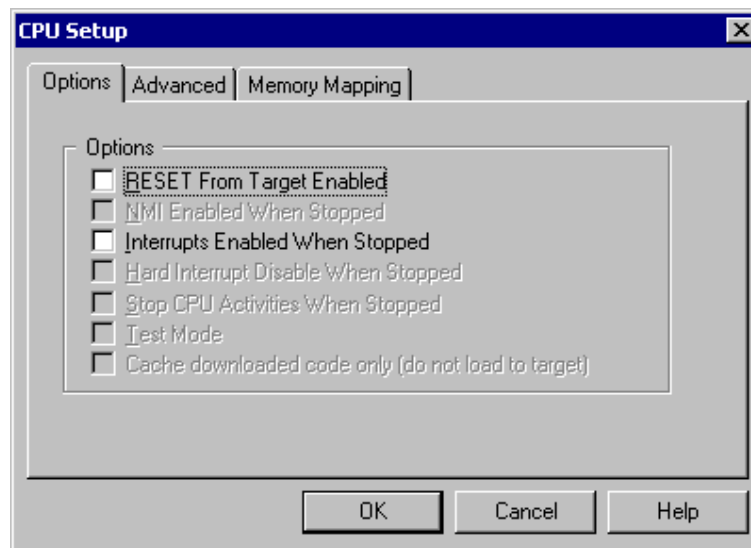 CPU Setup
Options Advanced Memory Mapping
Options
RESET From Target Enabled
NMI Enabled When Stopped
Interrupts Enabled When Stopped
Hard Interrupt Disable When Stopped
Stop CPU Activities When Stopped
Test Mode
Cache downloaded code only (do not load to target)
OK Cancel Help